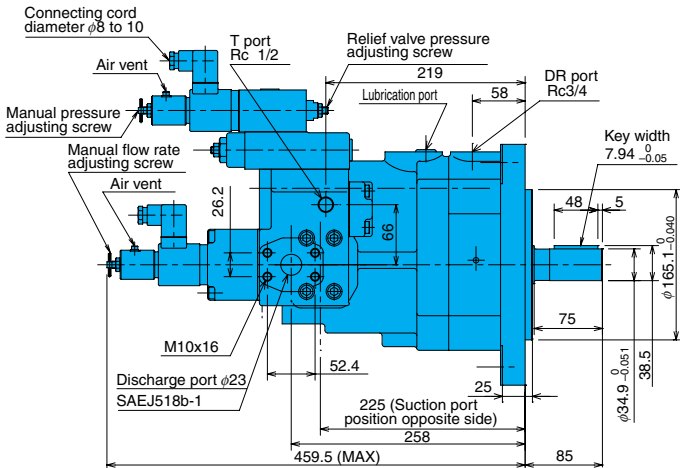 Connecting cord
diameter φ8 to 10
T port
Rc 1/2
Relief valve pressure
adjusting screw
Air vent
219
DR port
Rc3/4
Lubrication port
58
Manual pressure
adjusting screw
Key width
7.94 0 -0.05
Manual flow rate
adjusting screw
Air vent
26.2
48
5
66
φ165.1 0 -0.040
75
M10x16
52.4
φ34.9 0 -0.051
38.5
Discharge port φ23
SAEJ518b-1
25
225 (Suction port
position opposite side)
258
459.5 (MAX)
85